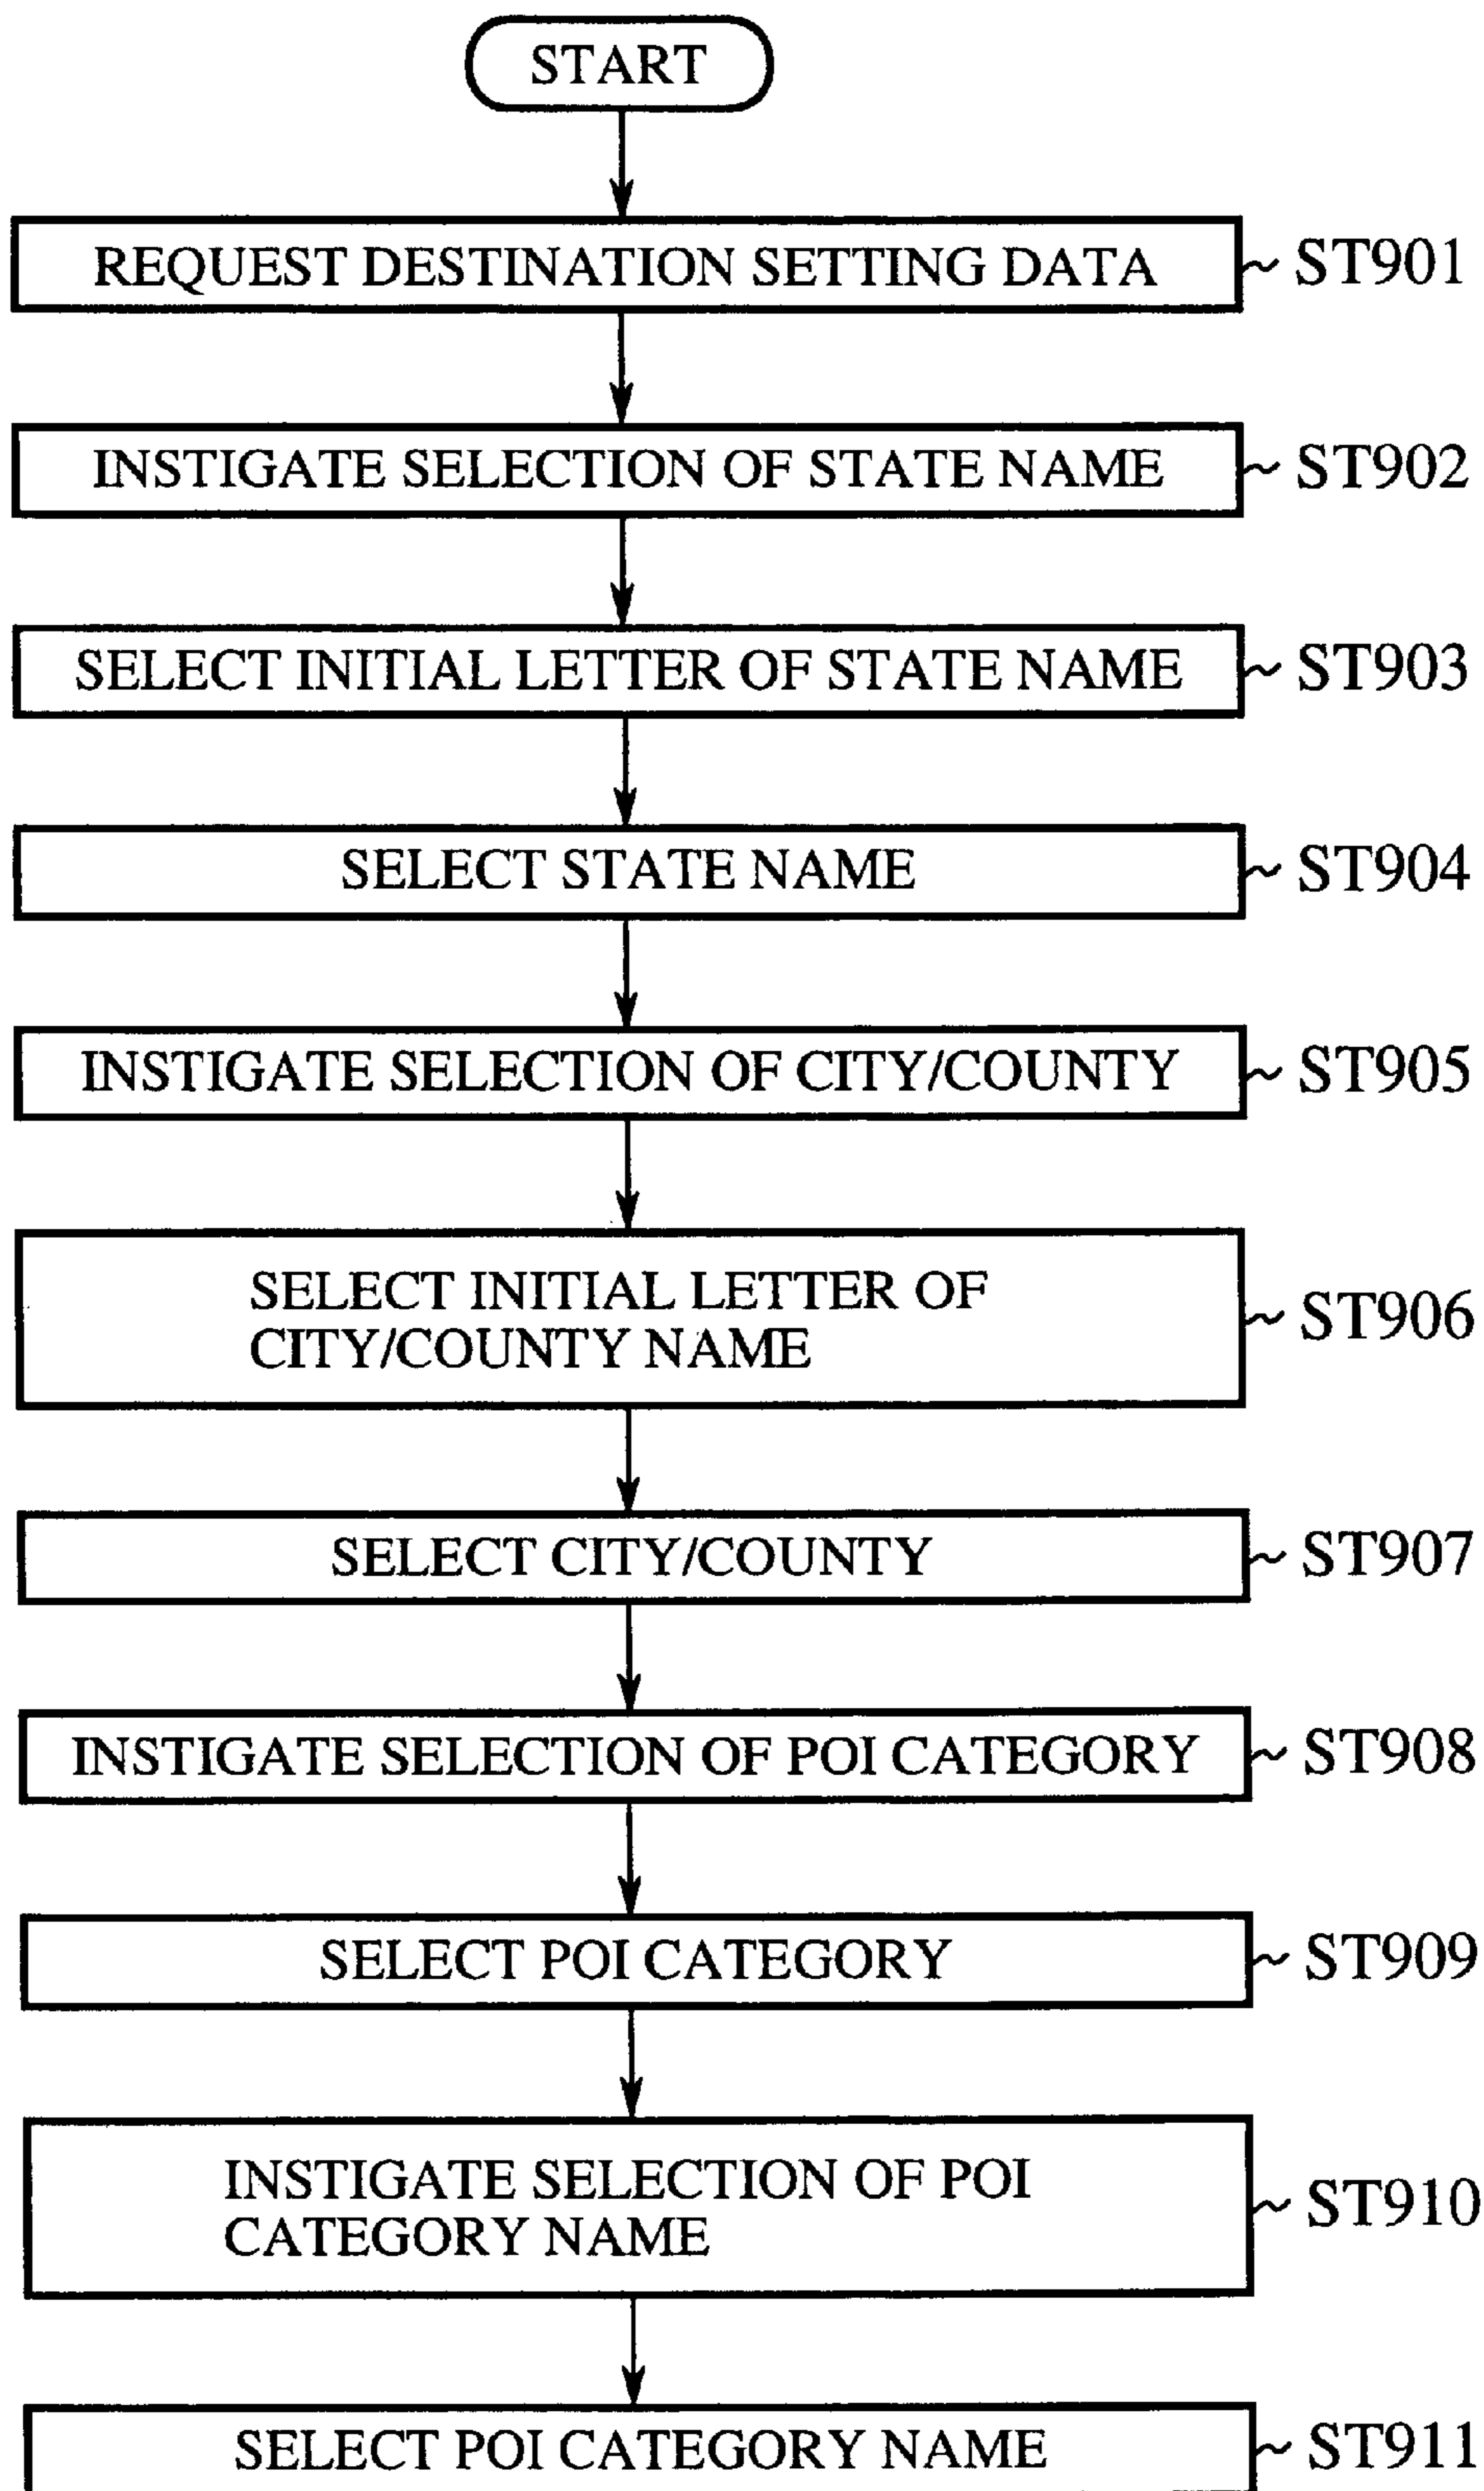 START
REQUEST DESTINATION SETTING DATA
ST901
INSTIGATE SELECTION OF STATE NAME
ST902
SELECT INITIAL LETTER OF STATE NAME
ST903
SELECT STATE NAME
ST904
INSTIGATE SELECTION OF CITY/COUNTY
ST905
SELECT INITIAL LETTER OF
CITY/COUNTY NAME
ST906
SELECT CITY/COUNTY
ST907
INSTIGATE SELECTION OF POI CATEGORY
ST908
SELECT POI CATEGORY
ST909
INSTIGATE SELECTION OF POI
CATEGORY NAME
ST910
SELECT POI CATEGORY NAME
ST911